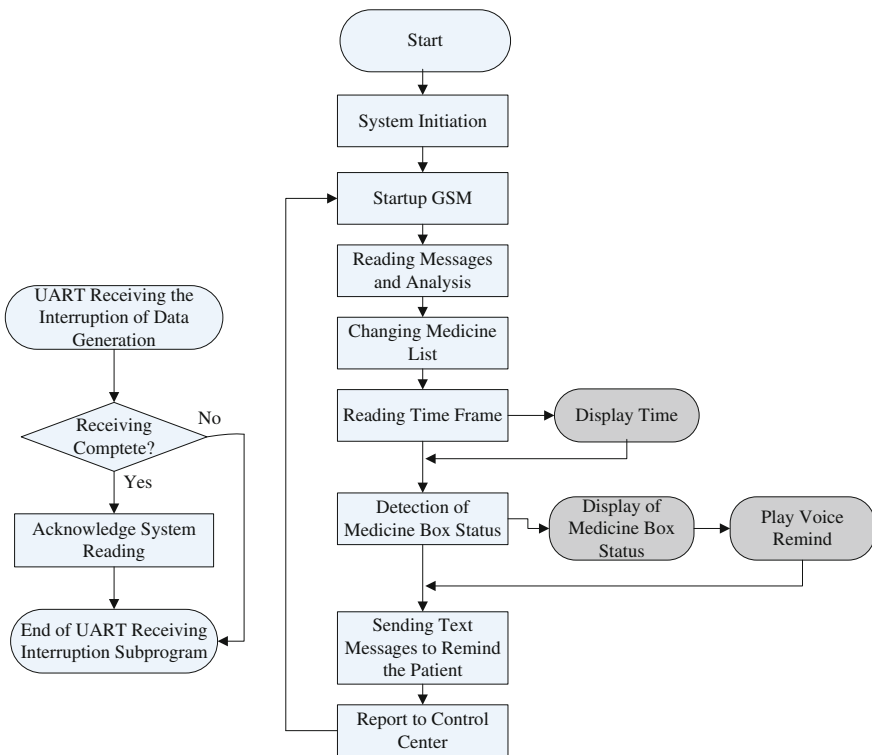 Start
System Initiation
Startup GSM
Reading Messages
and Analysis
Changing Medicine
List
Reading Time Frame
Display Time
Detection of
Medicine Box Status
Display of
Medicine Box
Status
Play Voice
Remind
Sending Text
Messages to Remind
the Patient
Report to Control
Center
UART Receiving the
Interruption of Data
Generation
Receiving
Comptete?
No
Yes
Acknowledge System
Reading
End of UART Receiving
Interruption Subprogram